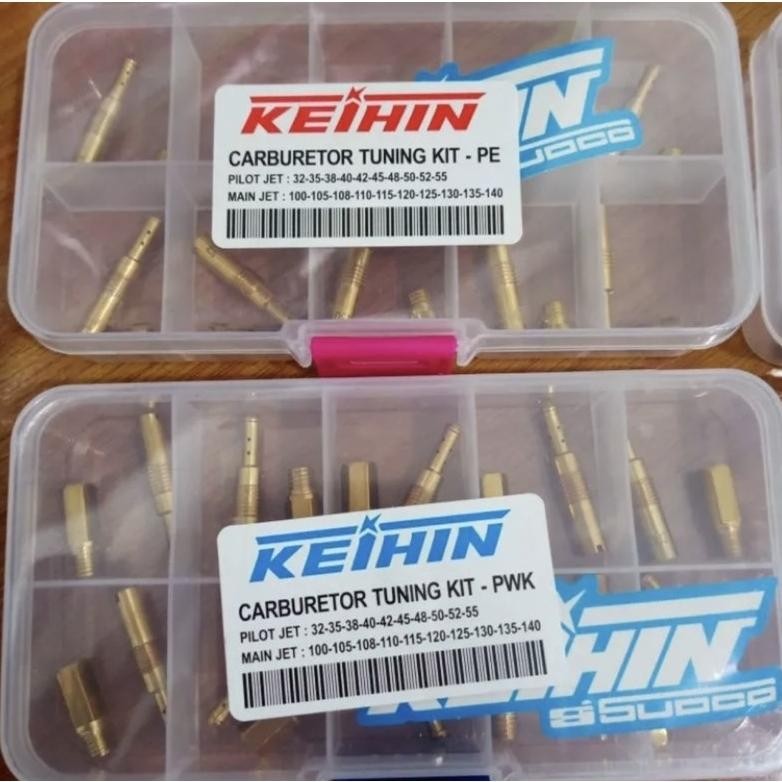 KEIHIN
CARBURETOR TUNING KIT - PE
PILOT JET : 32-35-38-40-42-45-48-50-52-55
MAIN JET : 100-105-108-110-115-120-125-130-135-140
KEIHIN
CARBURETOR TUNING KIT - PWK
PILOT JET : 32-35-38-40-42-45-48-50-52-55
MAIN JET : 100-105-108-110-115-120-125-130-135-140
KEIHIN